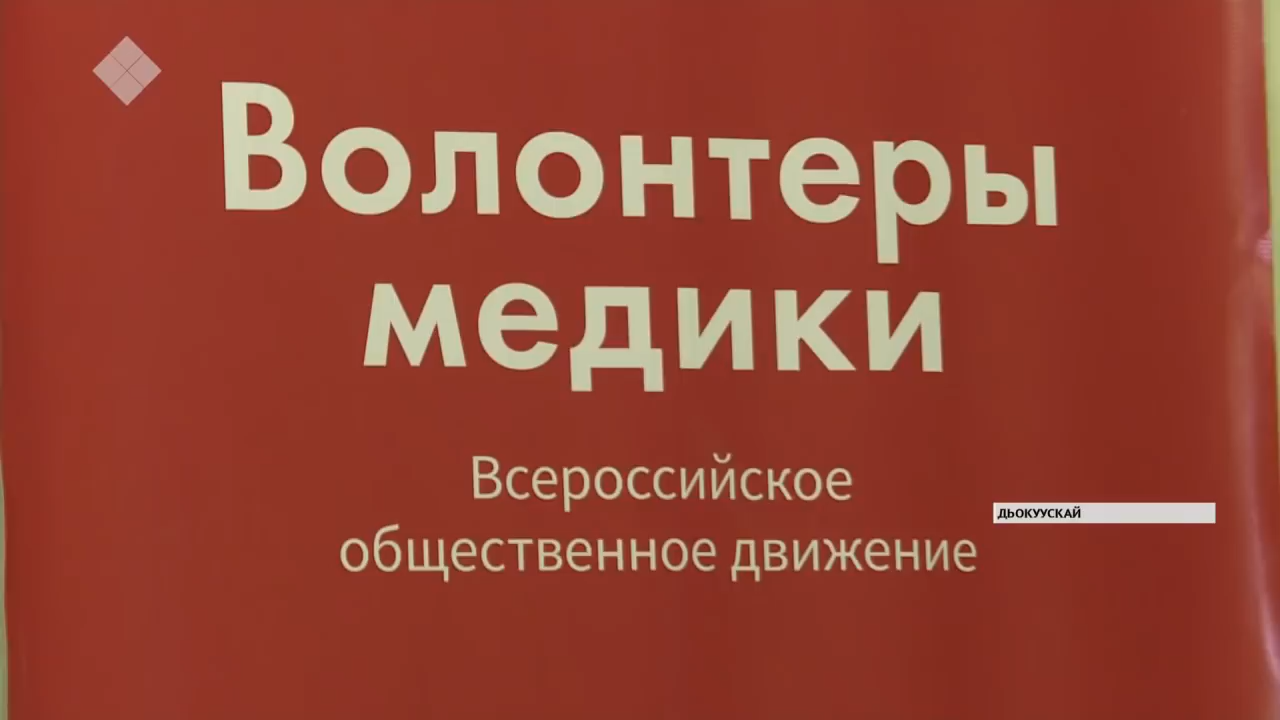 Волонтеры
медики
Всероссийское
общественное движение
ДЬОКУУСКАЙ